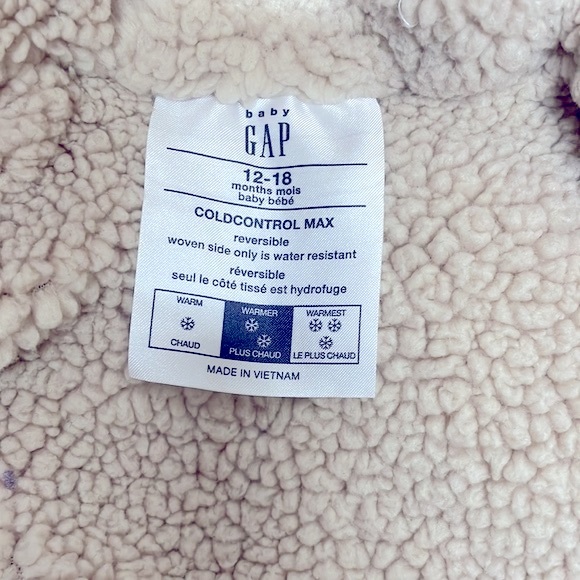 baby
GAP
12-18
months mois
baby bébé
COLDCONTROL MAX
reversible
woven side only is water resistant
réversible
seul le côté tissé est hydrofuge
WARM WARMER WARMEST
CHAUD PLUS CHAUD LE PLUS CHAUD
MADE IN VIETNAM